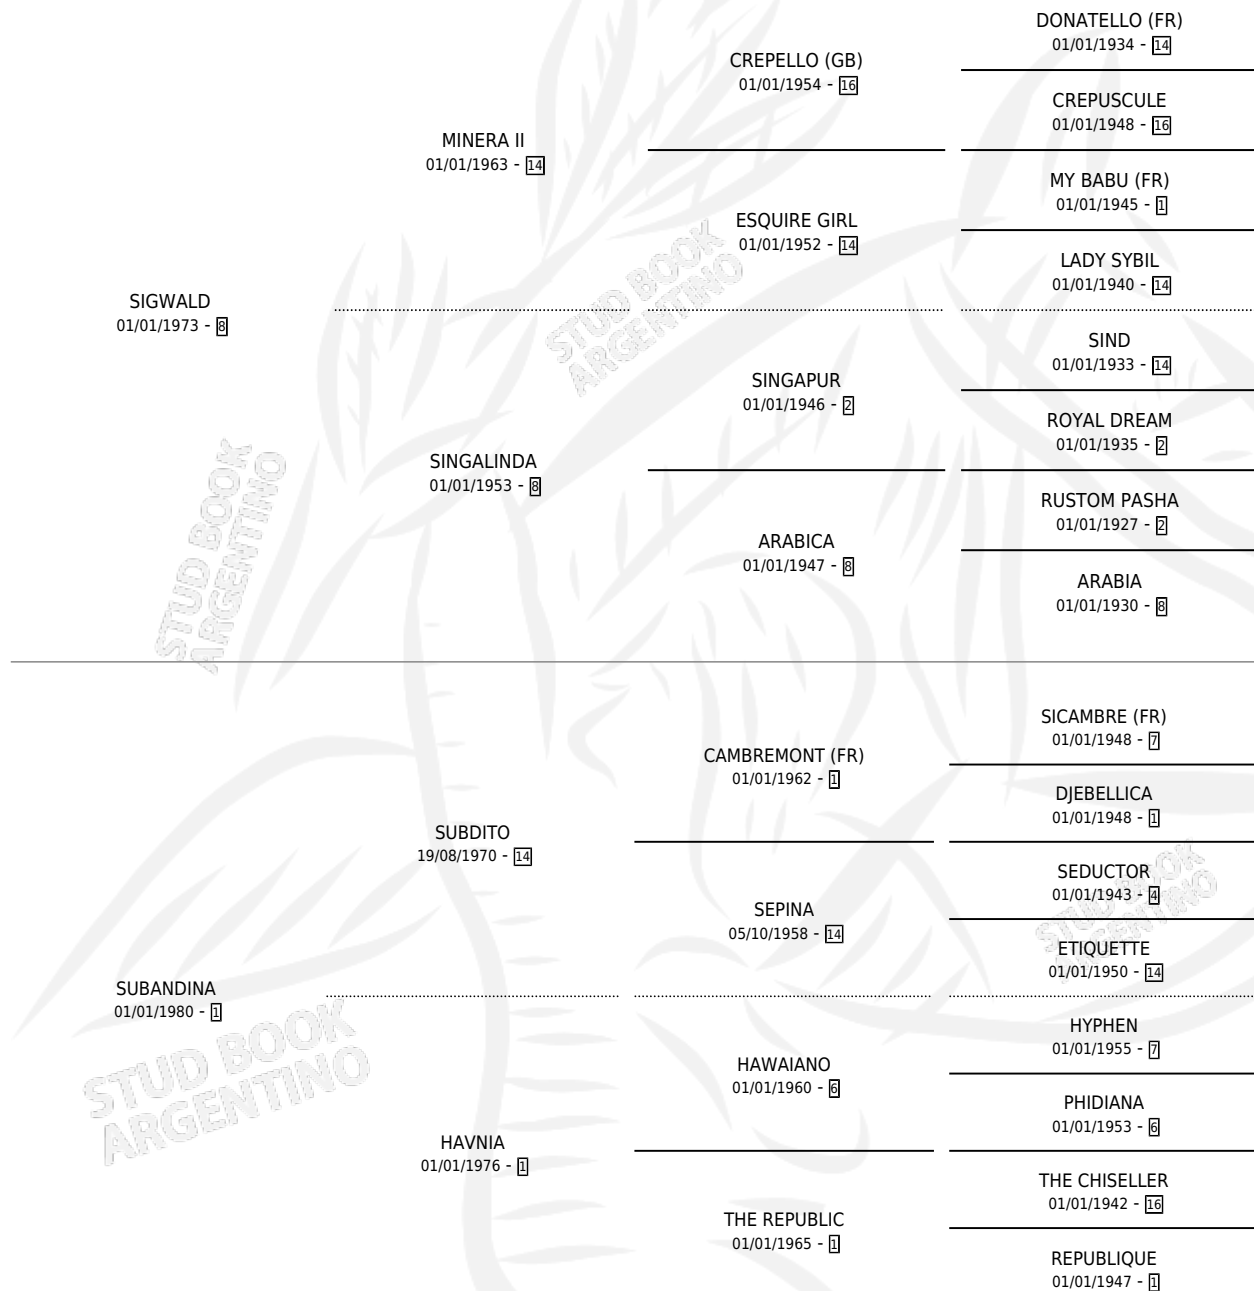 DONATELLO (FR)
01/01/1934 - 14
CREPELLO (GB)
01/01/1954 - 16
CREPUSCULE
01/01/1948 - 16
MINERA II
01/01/1963 - 14
MY BABU (FR)
01/01/1945 - 1
ESQUIRE GIRL
01/01/1952 - 14
LADY SYBIL
01/01/1940 - 14
SIGWALD
01/01/1973 - 8
STUD BOOK
ARGENTINO
SIND
01/01/1933 - 14
SINGAPUR
01/01/1946 - 2
ROYAL DREAM
01/01/1935 - 2
SINGALINDA
01/01/1953 - 8
RUSTOM PASHA
01/01/1927 - 2
ARABICA
01/01/1947 - 8
ARABIA
01/01/1930 - 8
STUD BOOK
ARGENTINO
SICAMBRE (FR)
01/01/1948 - 7
CAMBREMONT (FR)
01/01/1962 - 1
DJEBELLICA
01/01/1948 - 1
SUBDITO
19/08/1970 - 14
SEDUCTOR
01/01/1943 - 4
SEPINA
05/10/1958 - 14
STUD BOOK
ARGENTINO
ETIQUETTE
01/01/1950 - 14
SUBANDINA
01/01/1980 - 1
HYPHEN
01/01/1955 - 7
HAWAIANO
01/01/1960 - 6
STUD BOOK
ARGENTINO
PHIDIANA
01/01/1953 - 6
HAVNIA
01/01/1976 - 1
THE CHISELLER
01/01/1942 - 16
THE REPUBLIC
01/01/1965 - 1
REPUBLIQUE
01/01/1947 - 1